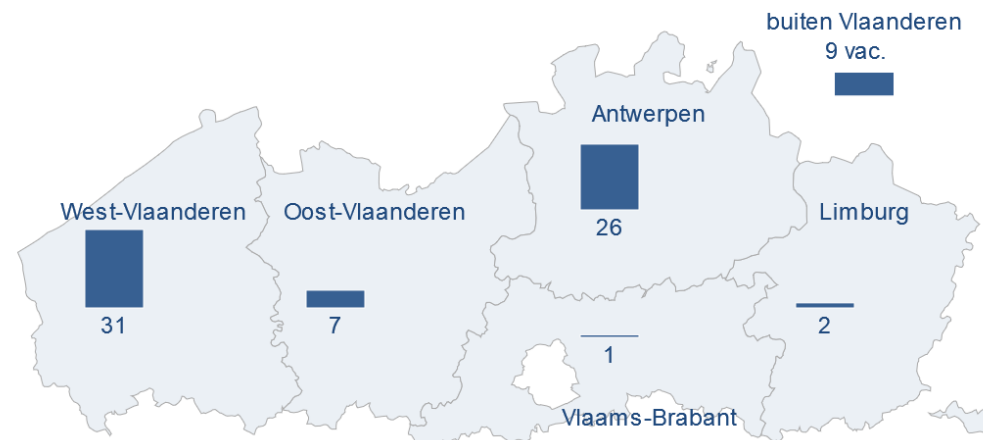 buiten Vlaanderen
9 vac.
Antwerpen
26
West-Vlaanderen
31
Oost-Vlaanderen
7
Limburg
2
1
Vlaams-Brabant